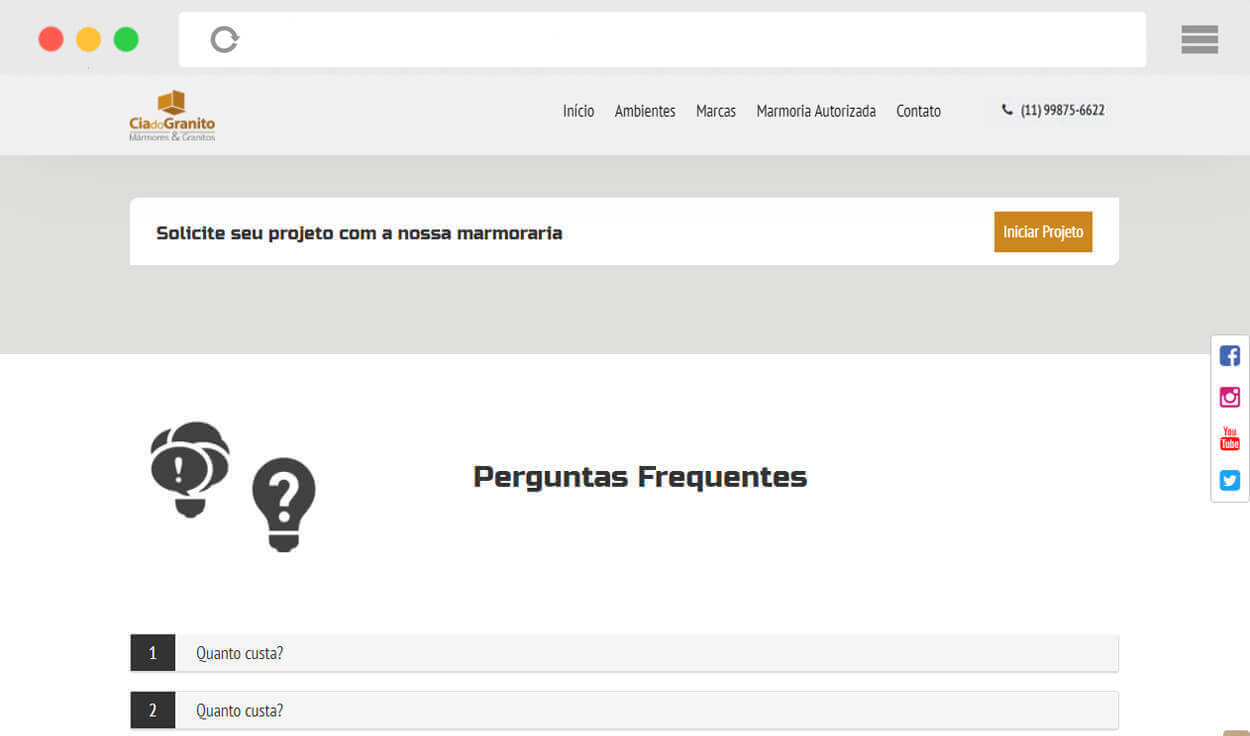 CiadoGranito
Mármores & Granitos
Início Ambientes Marcas Marmoria Autorizada Contato (11) 99875-6622
Solicite seu projeto com a nossa marmoraria Iniciar Projeto
You
Tube
! ?
Perguntas Frequentes
1 Quanto custa?
2 Quanto custa?